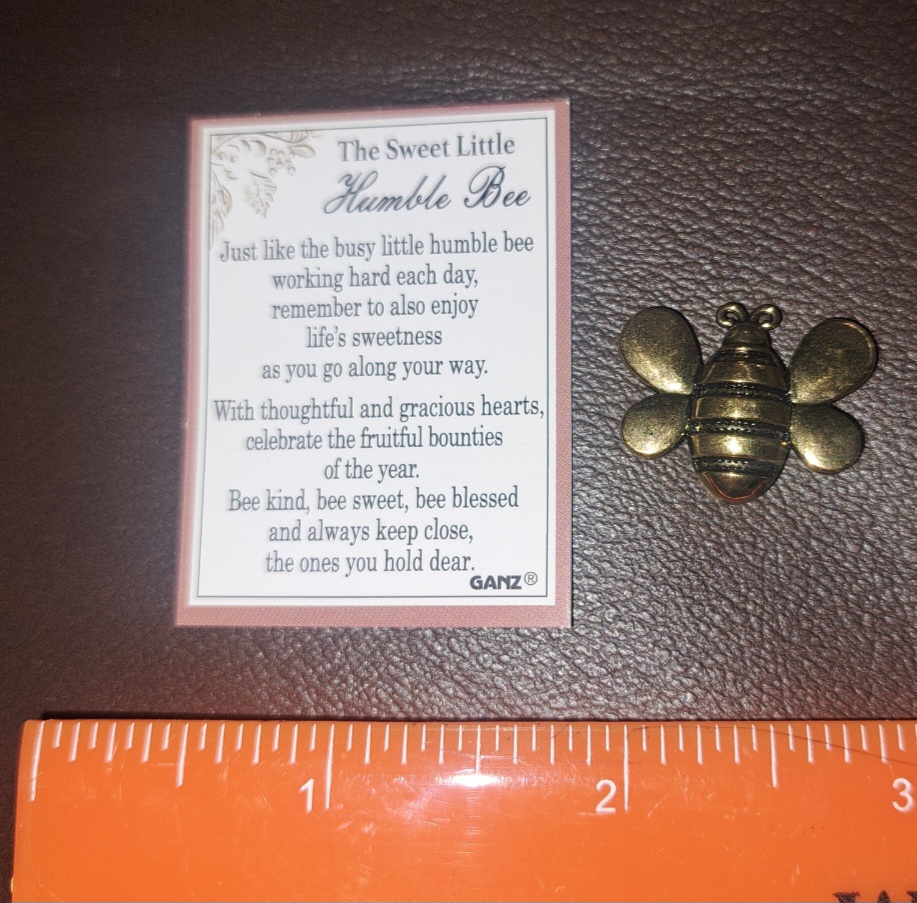 The Sweet Little
Humble Bee
Just like the busy little humble bee
working hard each day,
remember to also enjoy
life's sweetness
as you go along your way.
With thoughtful and gracious hearts,
celebrate the fruitful bounties
of the year.
Bee kind, bee sweet, bee blessed
and always keep close,
the ones you hold dear.
GANZ®
1 2 3